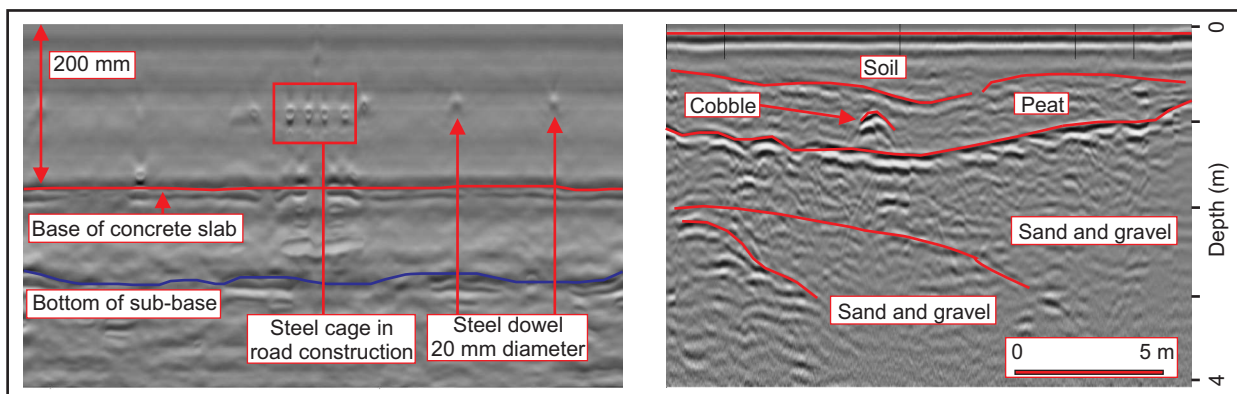 200 mm
Base of concrete slab
Bottom of sub-base
Steel cage in
road construction
Steel dowel
20 mm diameter
Soil
Cobble
Peat
Sand and gravel
Sand and gravel
0 5 m
0
Depth (m)
4